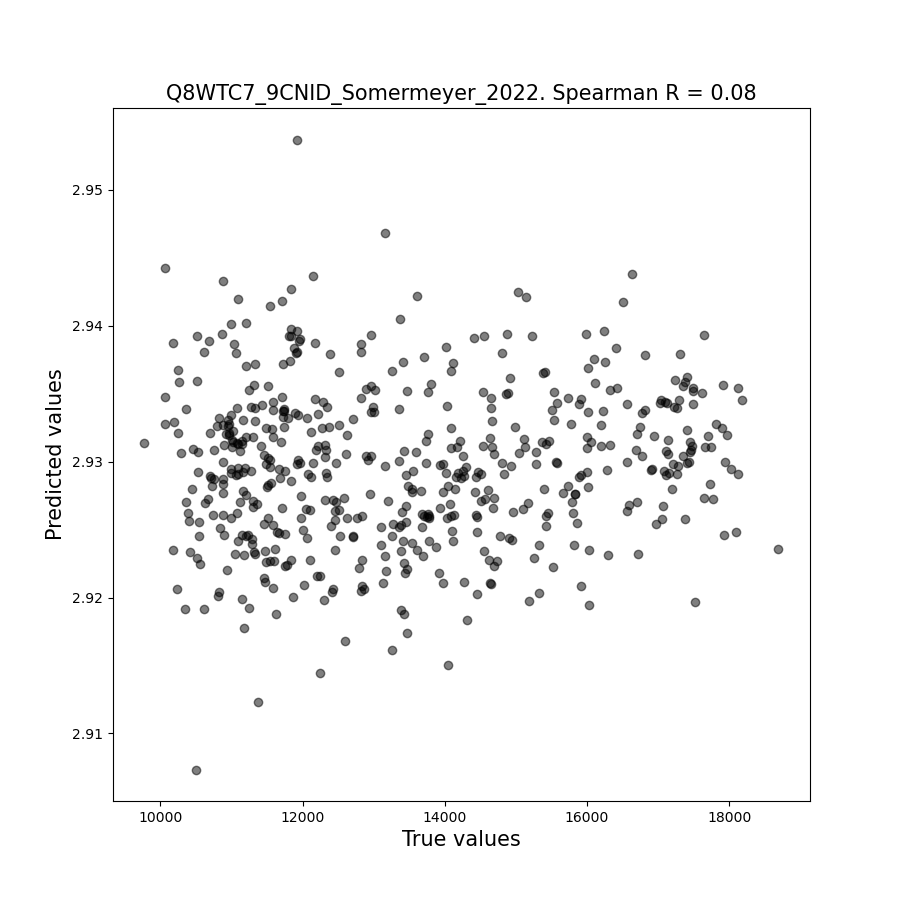 Q8WTC7_9CNID_Somermeyer_2022. Spearman R = 0.08
2.95
2.94
2.93
2.92
2.91
Predicted values
10000 12000 14000 16000 18000
True values